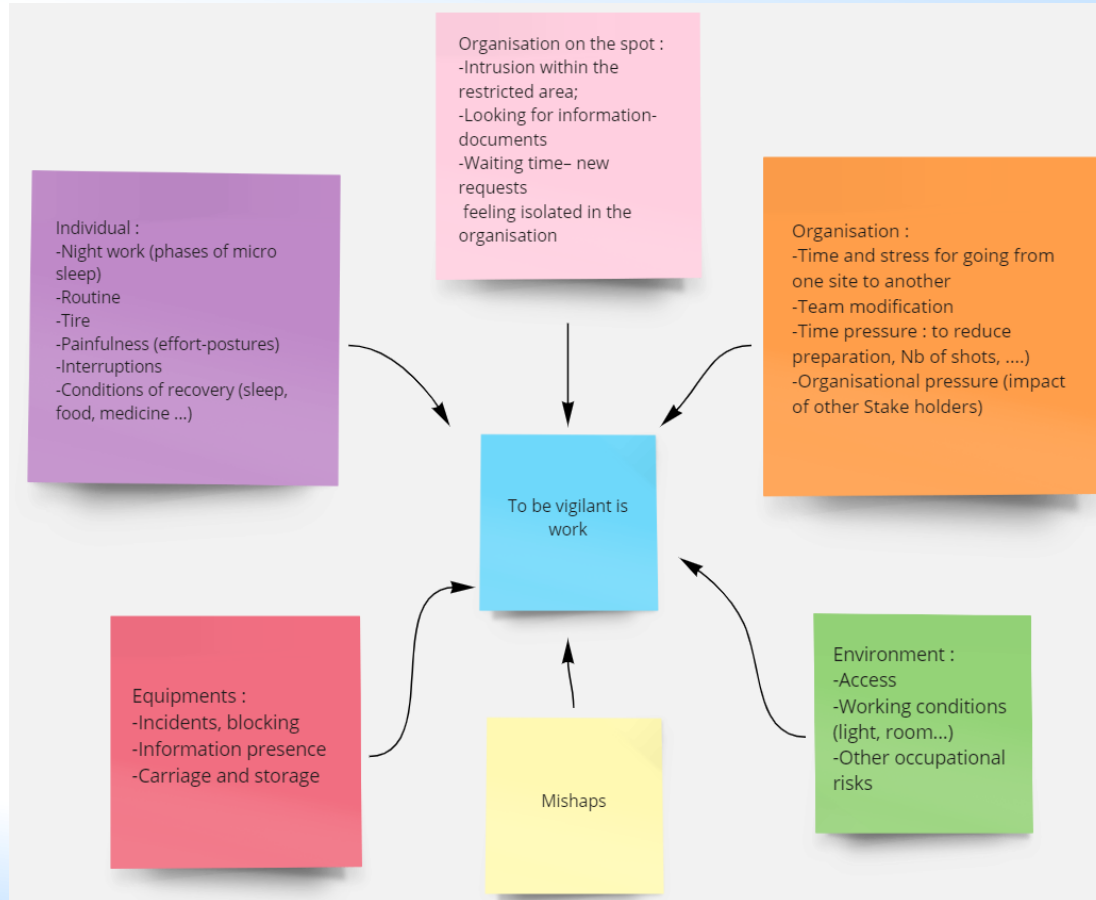 Organisation on the spot :
-Intrusion within the
restricted area;
-Looking for information-
documents
-Waiting time– new
requests
feeling isolated in the
organisation
Individual :
-Night work (phases of micro
sleep)
-Routine
-Tire
-Painfulness (effort-postures)
-Interruptions
-Conditions of recovery (sleep,
food, medicine ...)
Organisation :
-Time and stress for going from
one site to another
-Team modification
-Time pressure : to reduce
preparation, Nb of shots, ....)
-Organisational pressure (impact
of other Stake holders)
To be vigilant is
work
Equipments :
-Incidents, blocking
-Information presence
-Carriage and storage
Mishaps
Environment :
-Access
-Working conditions
(light, room...)
-Other occupational
risks